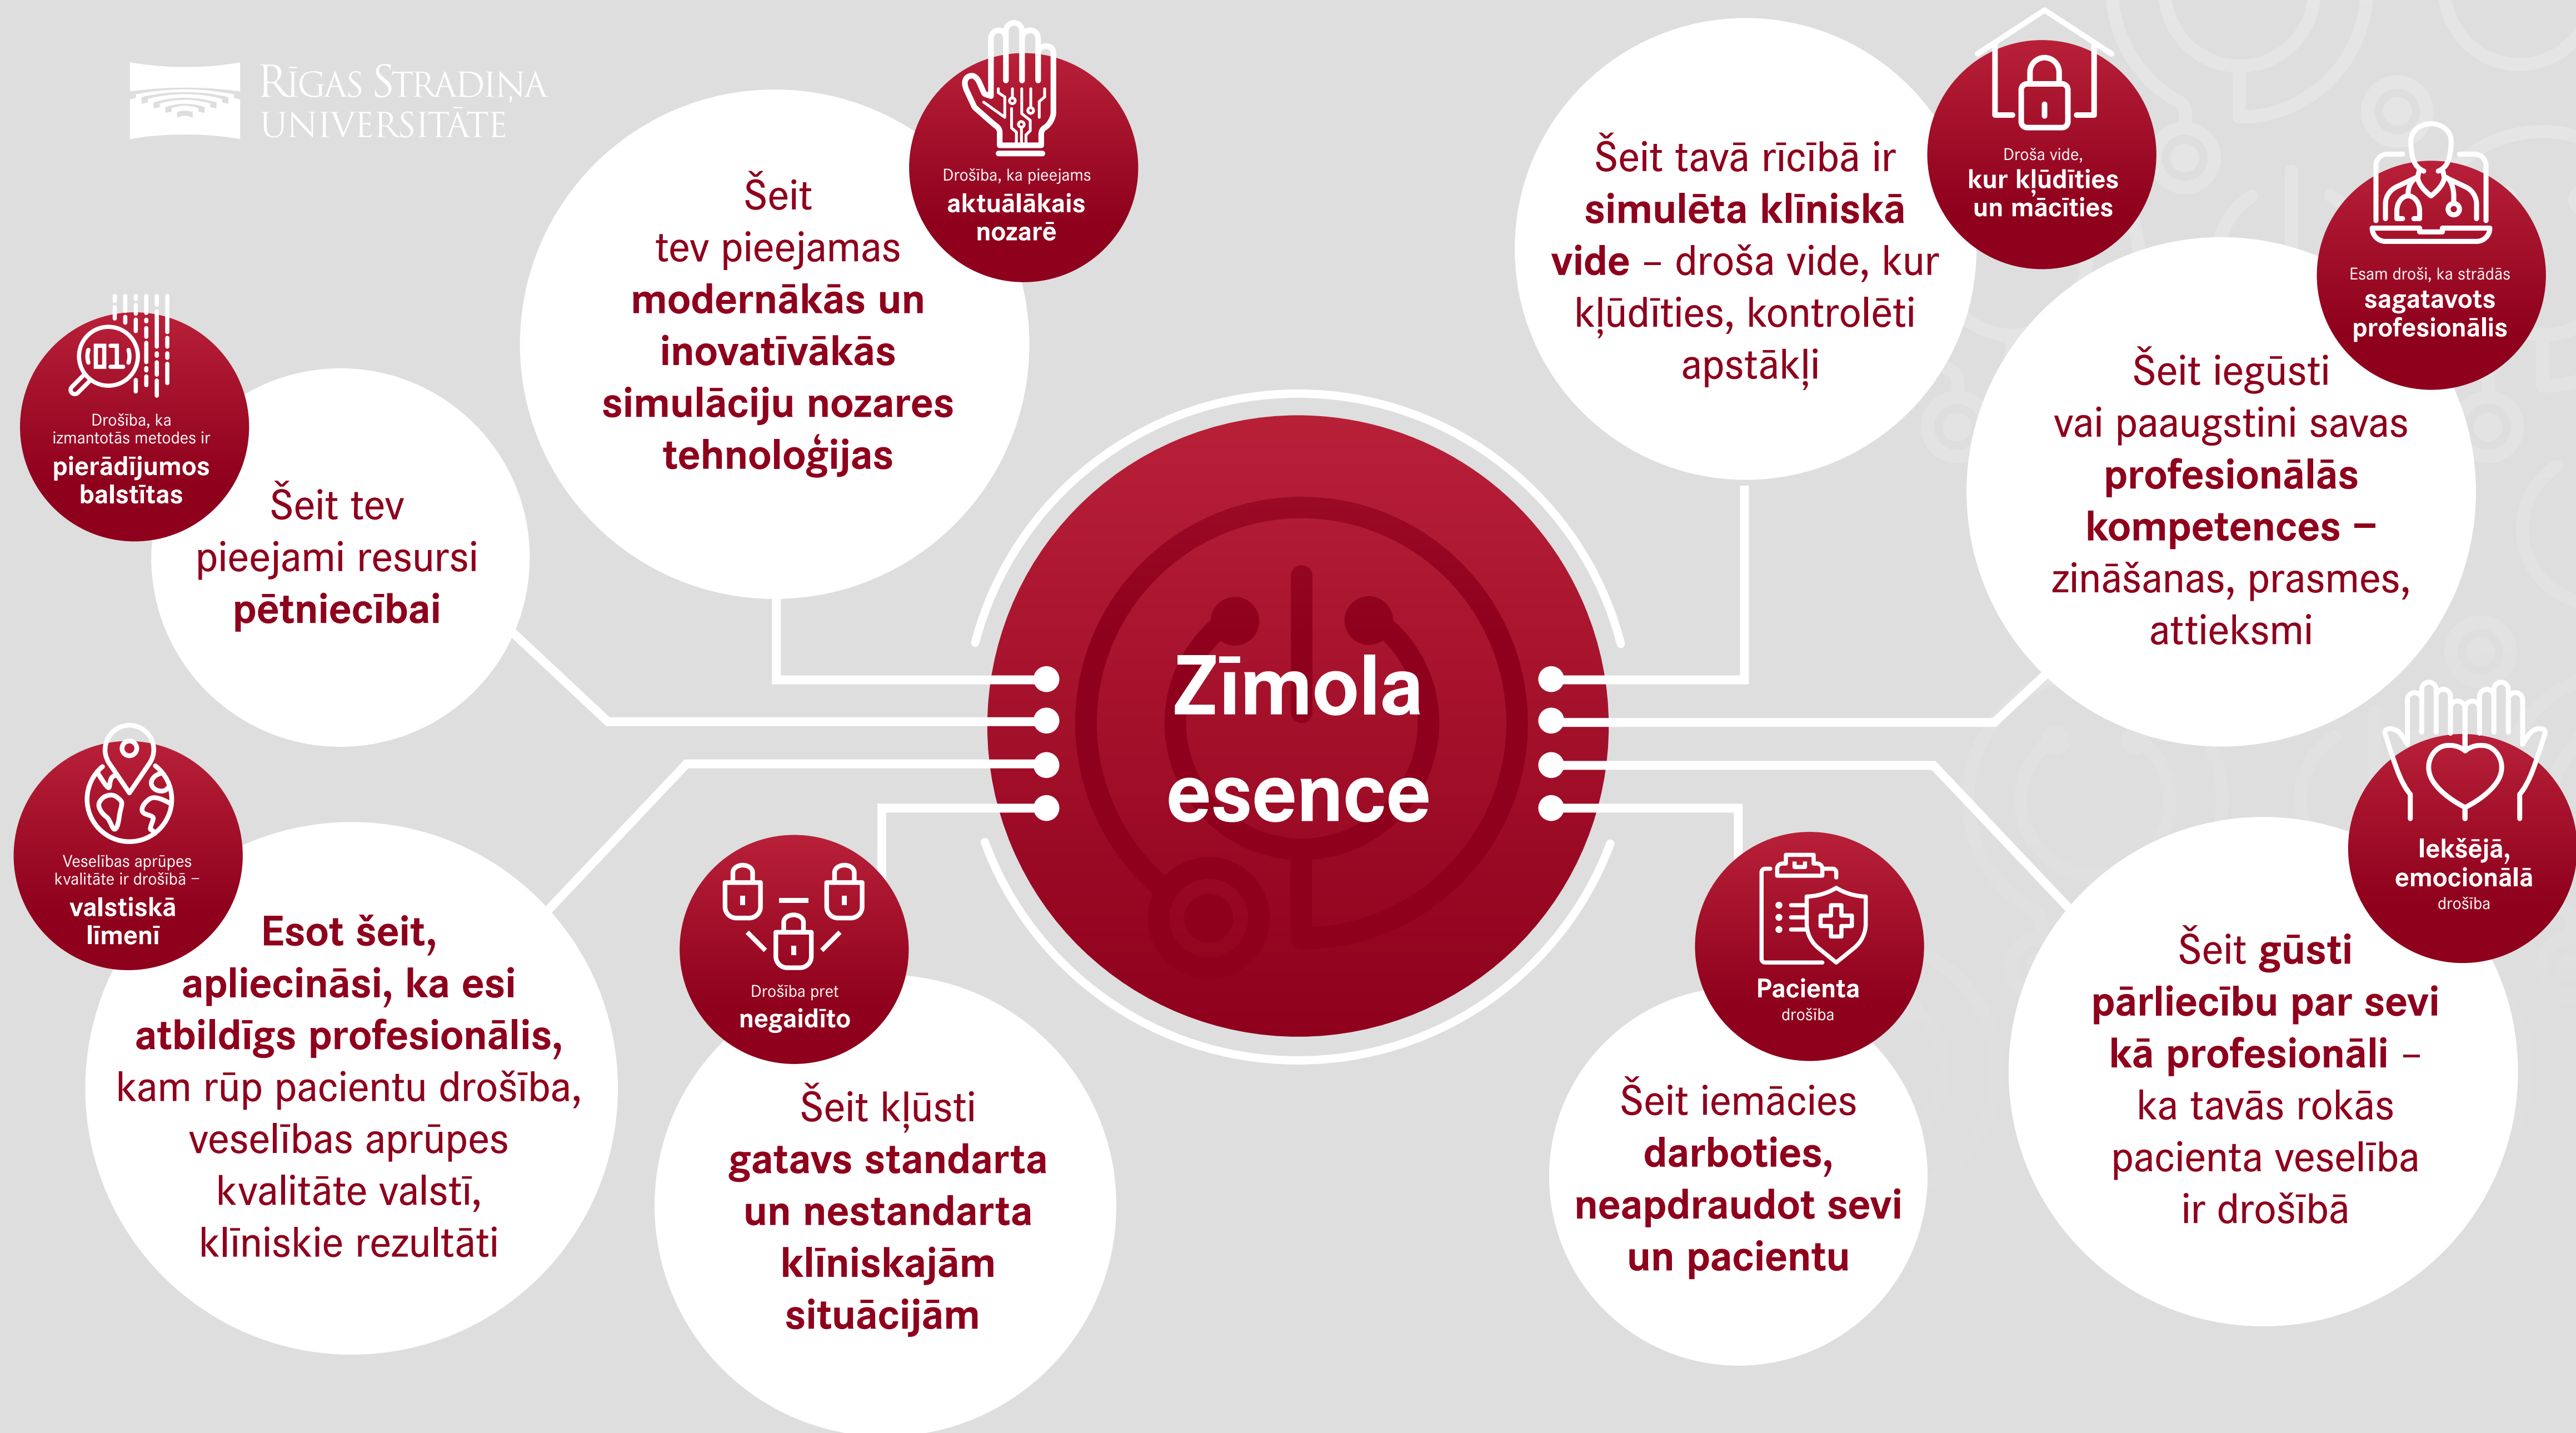 RĪGAS STRADIŅA
UNIVERSITĀTE
Drošība, ka pieejams
aktuālākais
nozarē
Šeit
tev pieejamas
modernākās un
inovatīvākās
simulāciju nozares
tehnoloģijas
Droša vide,
kur kļūdīties
un mācīties
Šeit tavā rīcībā ir
simulēta klīniskā
vide – droša vide, kur
kļūdīties, kontrolēti
apstākļi
Esam droši, ka strādās
sagatavots
profesionālis
Šeit iegūsti
vai paaugstini savas
profesionālās
kompetences –
zināšanas, prasmes,
attieksmi
Drošība, ka
izmantotās metodes ir
pierādījumos
balstītas
01
Šeit tev
pieejami resursi
pētniecībai
Zīmola
esence
Veselības aprūpes
kvalitāte ir drošībā –
valstiskā
līmenī
Esot šeit,
apliecināsi, ka esi
atbildīgs profesionālis,
kam rūp pacientu drošība,
veselības aprūpes
kvalitāte valstī,
klīniskie rezultāti
Drošība pret
negaidīto
Šeit kļūsti
gatavs standarta
un nestandarta
klīniskajām
situācijām
Pacienta
drošība
Šeit iemācies
darboties,
neapdraudot sevi
un pacientu
Iekšējā,
emocionālā
drošība
Šeit gūsti
pārliecību par sevi
kā profesionāli –
ka tavās rokās
pacienta veselība
ir drošībā